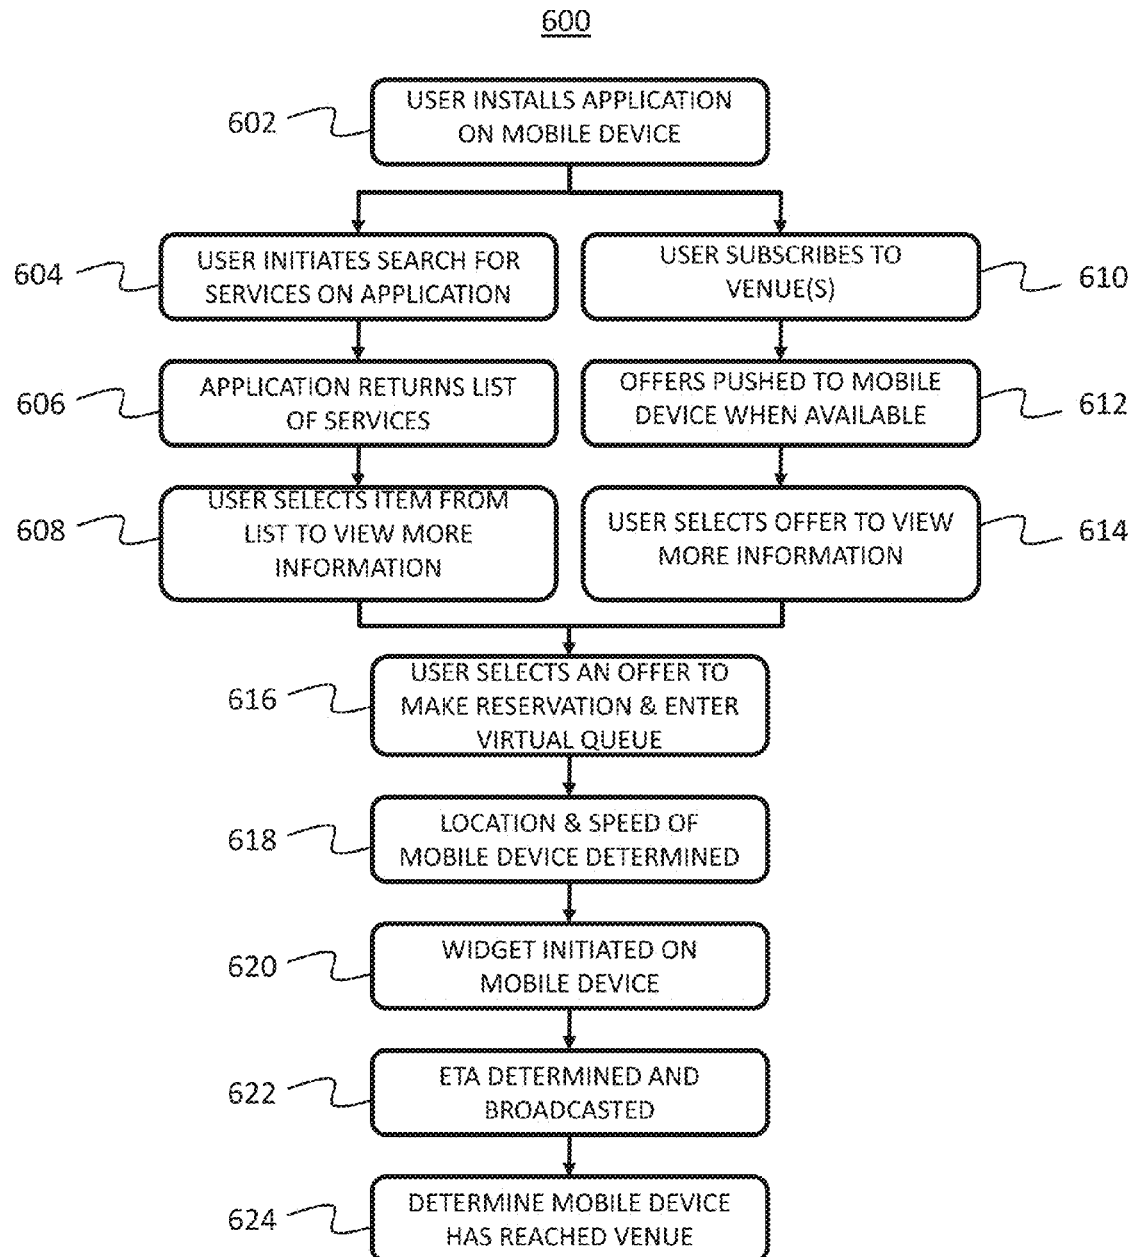 600
602
USER INSTALLS APPLICATION
ON MOBILE DEVICE
604
USER INITIATES SEARCH FOR
SERVICES ON APPLICATION
USER SUBSCRIBES TO
VENUE(S)
610
606
APPLICATION RETURNS LIST
OF SERVICES
OFFERS PUSHED TO MOBILE
DEVICE WHEN AVAILABLE
612
608
USER SELECTS ITEM FROM
LIST TO VIEW MORE
INFORMATION
USER SELECTS OFFER TO VIEW
MORE INFORMATION
614
616
USER SELECTS AN OFFER TO
MAKE RESERVATION & ENTER
VIRTUAL QUEUE
618
LOCATION & SPEED OF
MOBILE DEVICE DETERMINED
620
WIDGET INITIATED ON
MOBILE DEVICE
622
ETA DETERMINED AND
BROADCASTED
624
DETERMINE MOBILE DEVICE
HAS REACHED VENUE